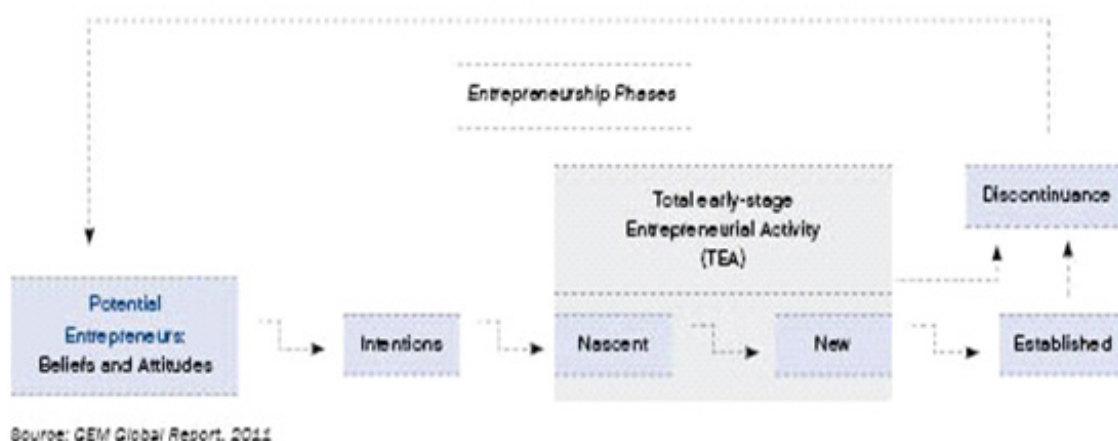 Entrepreneurship Phases
Total early-stage
Entrepreneurial Activity
(TEA)
Discontinuance
Potential
Entrepreneurs:
Beliefs and Attitudes
Intentions
Nascent
New
Established
Source: GEM Global Report, 2011